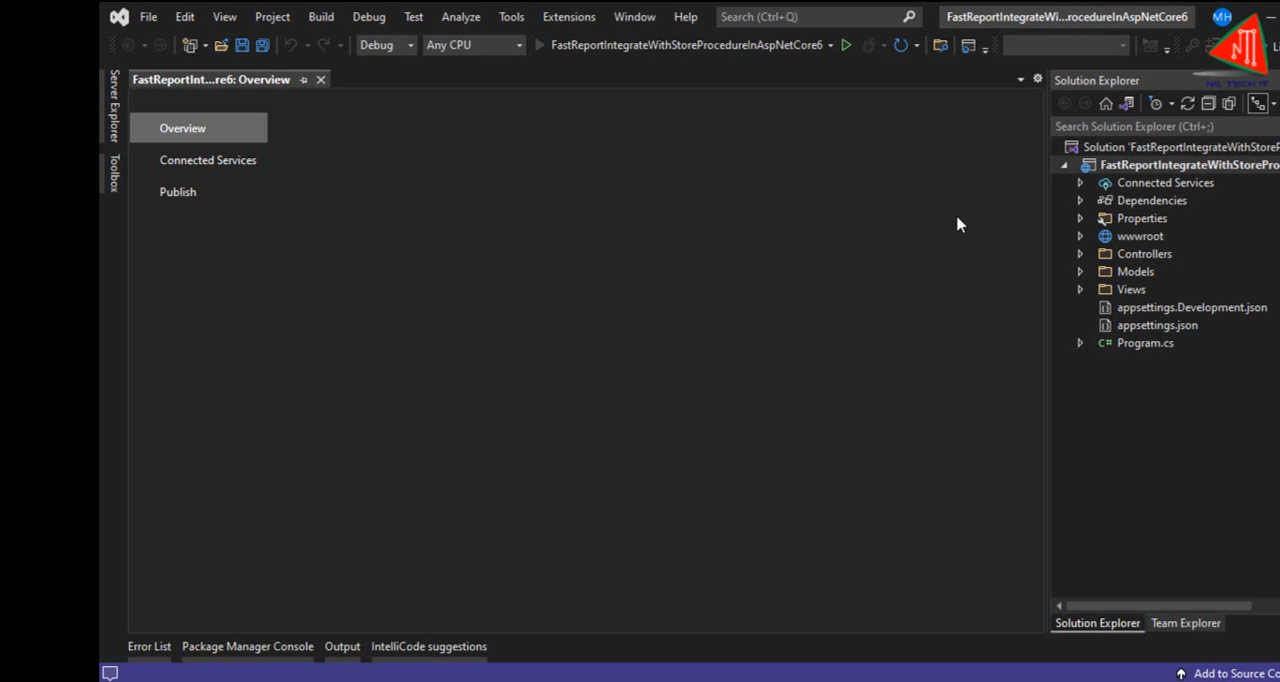 File Edit View Project Build Debug Test Analyze Tools Extensions Window Help Search (Ctrl+Q) FastReportIntegrateWi...rocedureInAspNetCore6 MH
Debug Any CPU FastReportIntegrateWithStoreProcedureInAspNetCore6
Server Explorer
Toolbox
FastReportInt...re6: Overview
Overview
Connected Services
Publish
NIL TECH IT
Solution Explorer
Search Solution Explorer (Ctrl+;)
Solution 'FastReportIntegrateWithStoreP
FastReportIntegrateWithStorePro
Connected Services
Dependencies
Properties
wwwroot
Controllers
Models
Views
appsettings.Development.json
appsettings.json
C# Program.cs
Solution Explorer Team Explorer
Error List Package Manager Console Output IntelliCode suggestions
Add to Source Co